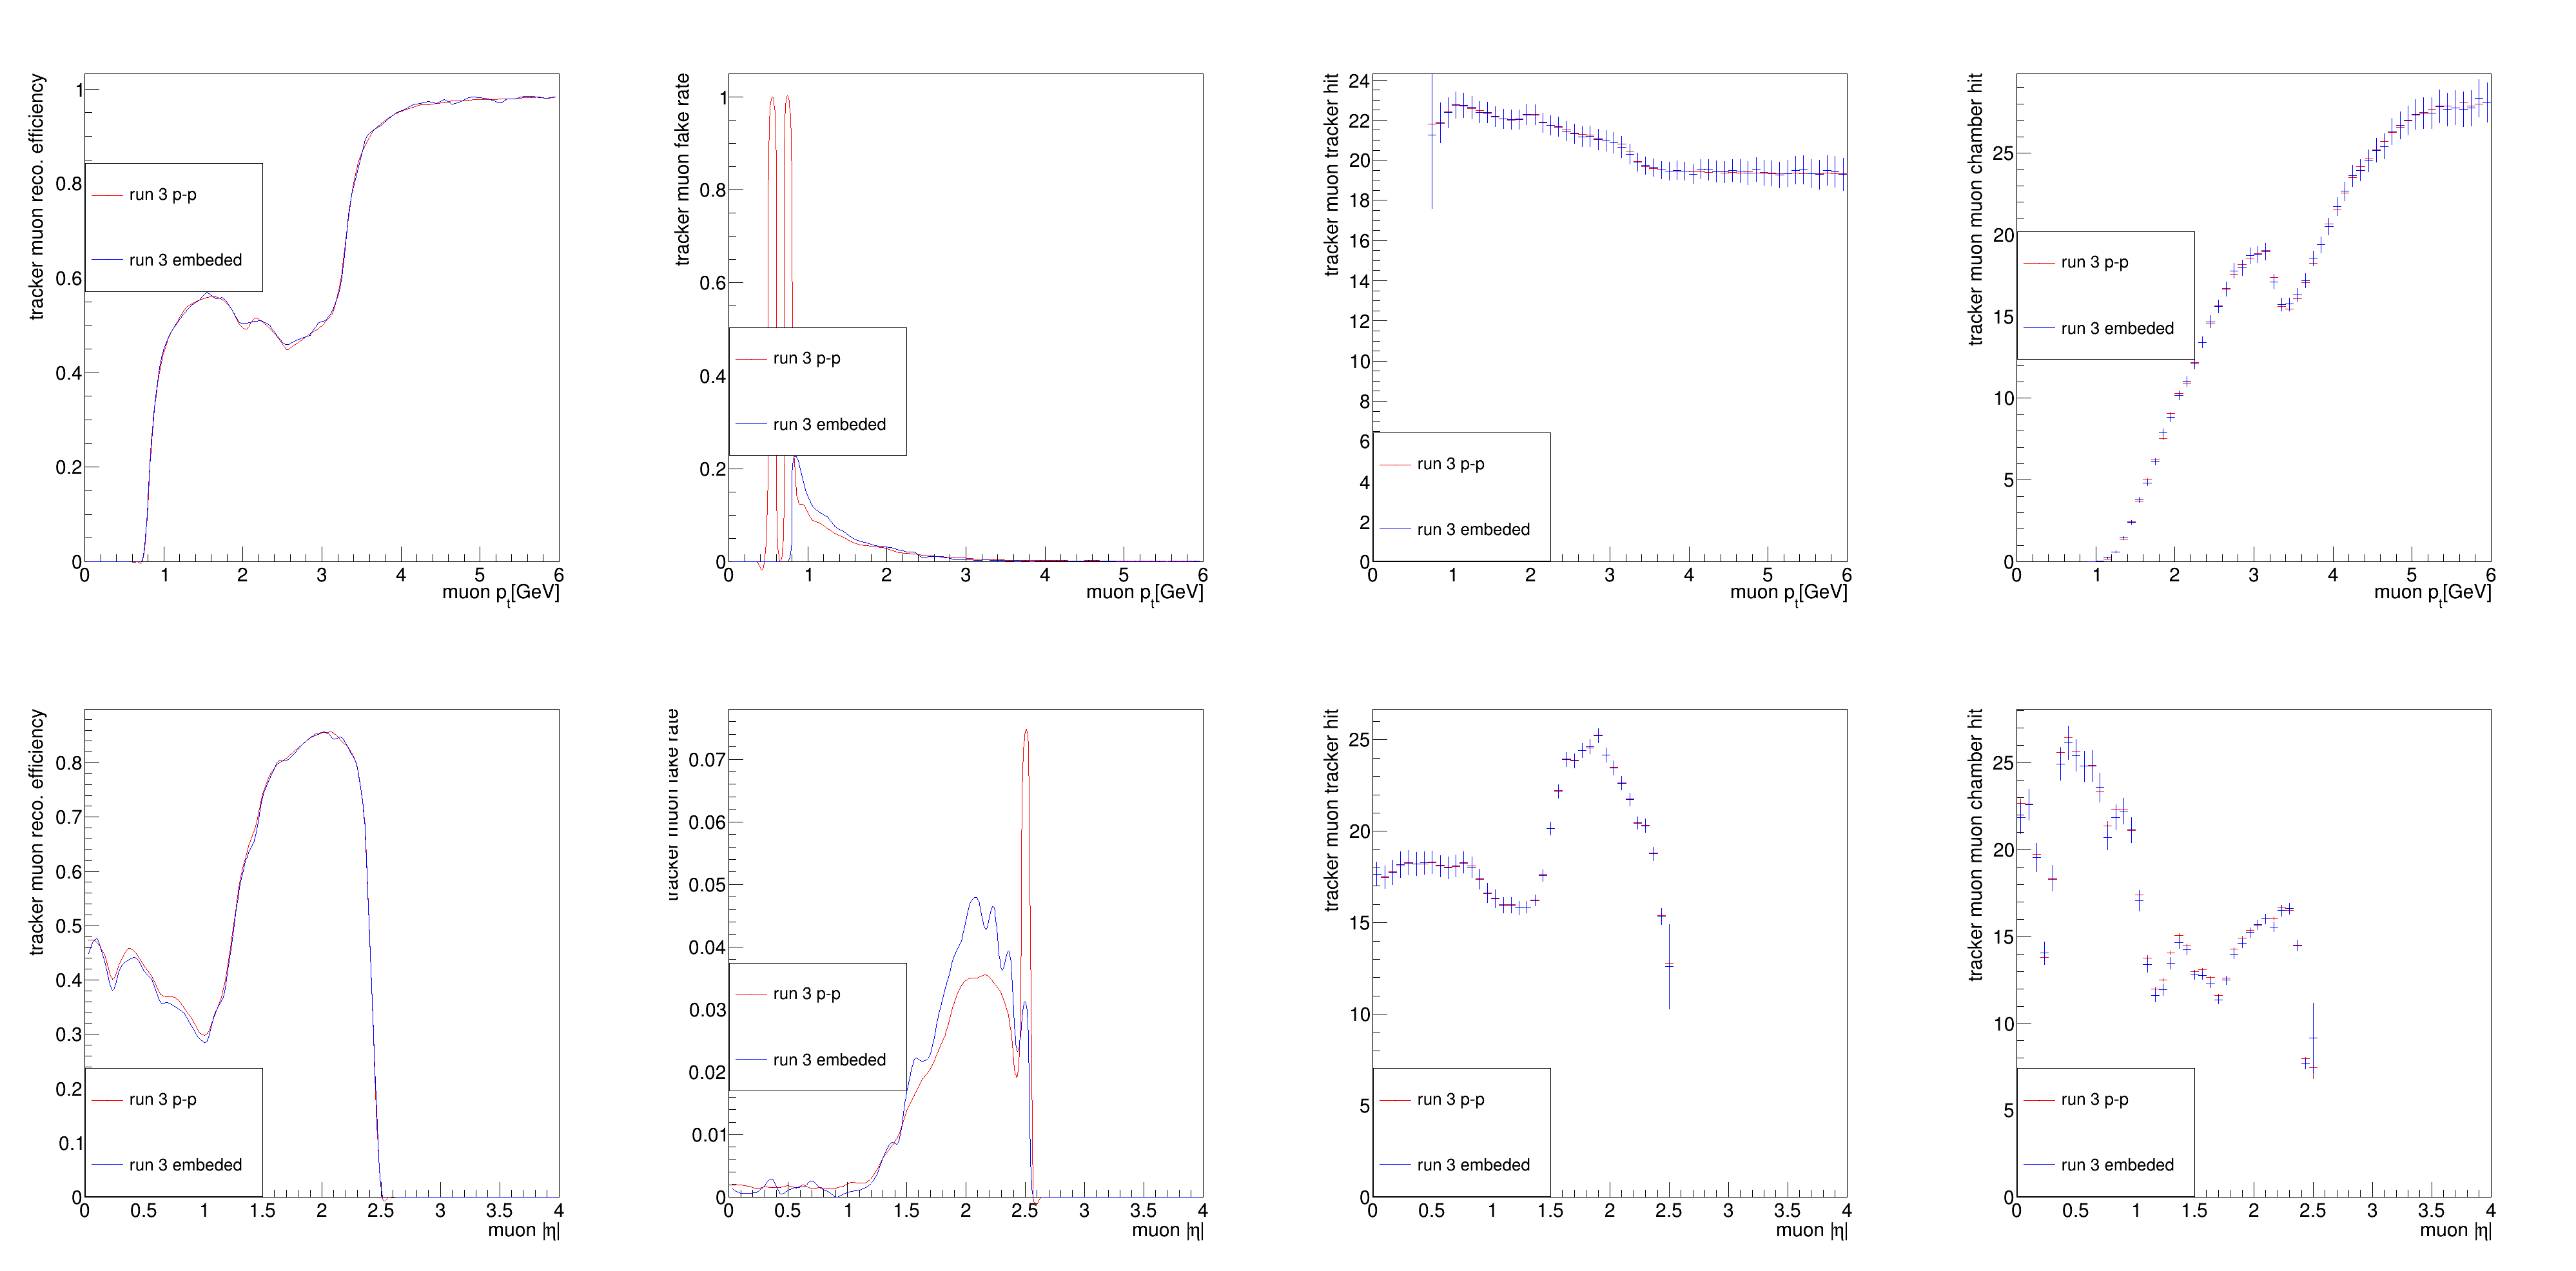 tracker muon reco. efficiency
1
0.8
0.6
0.4
0.2
0
run 3 p-p
run 3 embeded
0 1 2 3 4 5 6
muon pt[GeV]
tracker muon fake rate
1
0.8
0.6
0.4
0.2
0
run 3 p-p
run 3 embeded
0 1 2 3 4 5 6
muon pt[GeV]
tracker muon tracker hit
24
22
20
18
16
14
12
10
8
6
4
2
0
run 3 p-p
run 3 embeded
0 1 2 3 4 5 6
muon pt[GeV]
tracker muon muon chamber hit
25
20
15
10
5
0
run 3 p-p
run 3 embeded
0 1 2 3 4 5 6
muon pt[GeV]
tracker muon reco. efficiency
0.8
0.7
0.6
0.5
0.4
0.3
0.2
0.1
0
run 3 p-p
run 3 embeded
0 0.5 1 1.5 2 2.5 3 3.5 4
muon |η|
tracker muon fake rate
0.07
0.06
0.05
0.04
0.03
0.02
0.01
0
run 3 p-p
run 3 embeded
0 0.5 1 1.5 2 2.5 3 3.5 4
muon |η|
tracker muon tracker hit
25
20
15
10
5
0
run 3 p-p
run 3 embeded
0 0.5 1 1.5 2 2.5 3 3.5 4
muon |η|
tracker muon muon chamber hit
25
20
15
10
5
0
run 3 p-p
run 3 embeded
0 0.5 1 1.5 2 2.5 3 3.5 4
muon |η|